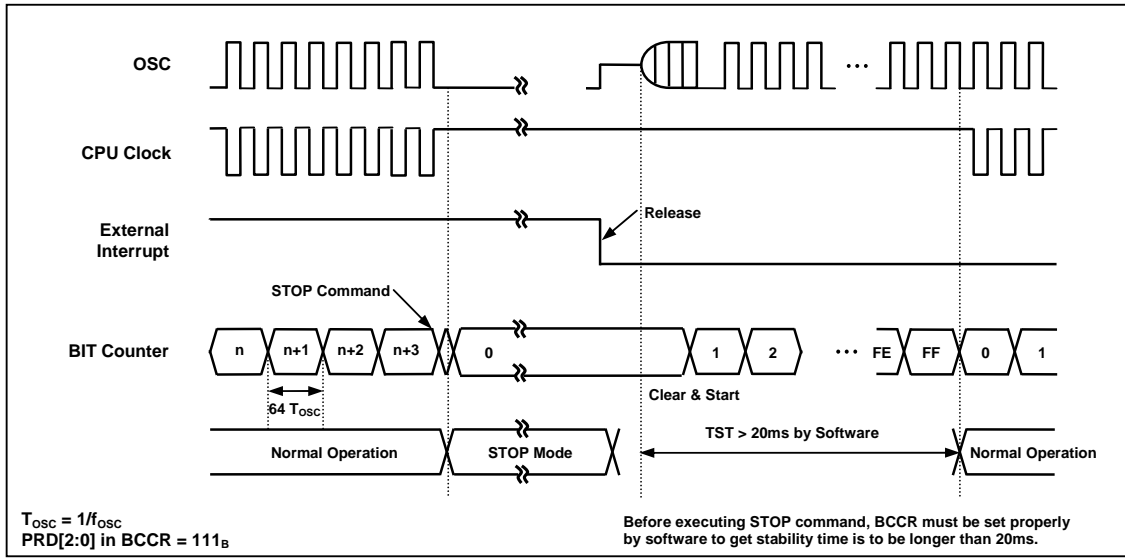 OSC
...
CPU Clock
External
Interrupt
Release
STOP Command
BIT Counter
n
n+1
n+2
n+3
0
1
2
...
FE
FF
0
1
64 TOSC
Clear & Start
Normal Operation
STOP Mode
TST > 20ms by Software
Normal Operation
TOSC = 1/fOSC
PRD[2:0] in BCCR = 111B
Before executing STOP command, BCCR must be set properly
by software to get stability time is to be longer than 20ms.